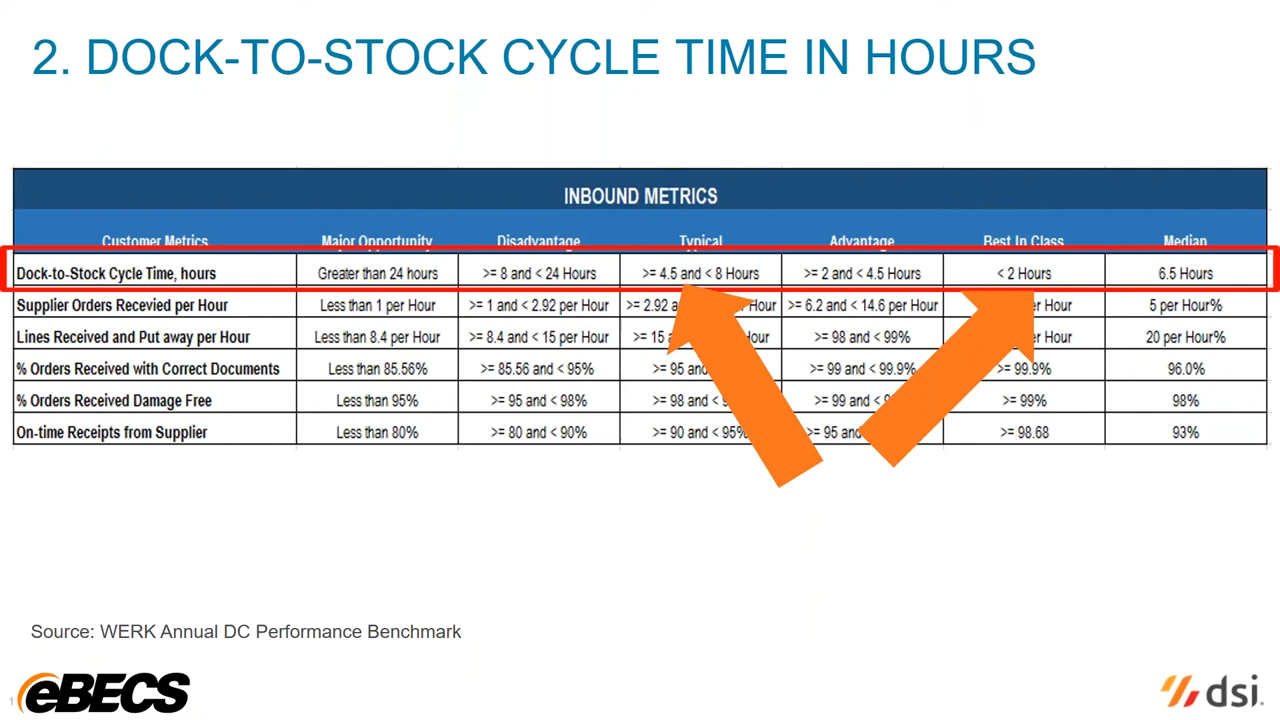 2. DOCK-TO-STOCK CYCLE TIME IN HOURS
INBOUND METRICS
Customer Metrics Major Opportunity Disadvantage Typical Advantage Best In Class Median
Dock-to-Stock Cycle Time, hours Greater than 24 hours >= 8 and < 24 Hours >= 4.5 and < 8 Hours >= 2 and < 4.5 Hours < 2 Hours 6.5 Hours
Supplier Orders Recevied per Hour Less than 1 per Hour >= 1 and < 2.92 per Hour >= 2.92 Hour >= 6.2 and < 14.6 per Hour per Hour 5 per Hour%
Lines Received and Put away per Hour Less than 8.4 per Hour >= 8.4 and < 15 per Hour >= 15 Hour >= 98 and < 99% per Hour 20 per Hour%
% Orders Received with Correct Documents Less than 85.56% >= 85.56 and < 95% >= 95 >= 99 and < 99.9% >= 99.9% 96.0%
% Orders Received Damage Free Less than 95% >= 95 and < 98% >= 98 and >= 99 and >= 99% 98%
On-time Receipts from Supplier Less than 80% >= 80 and < 90% >= 90 and < 95% >= 95 and >= 98.68 93%
Source: WERK Annual DC Performance Benchmark
1 eBECS dsi